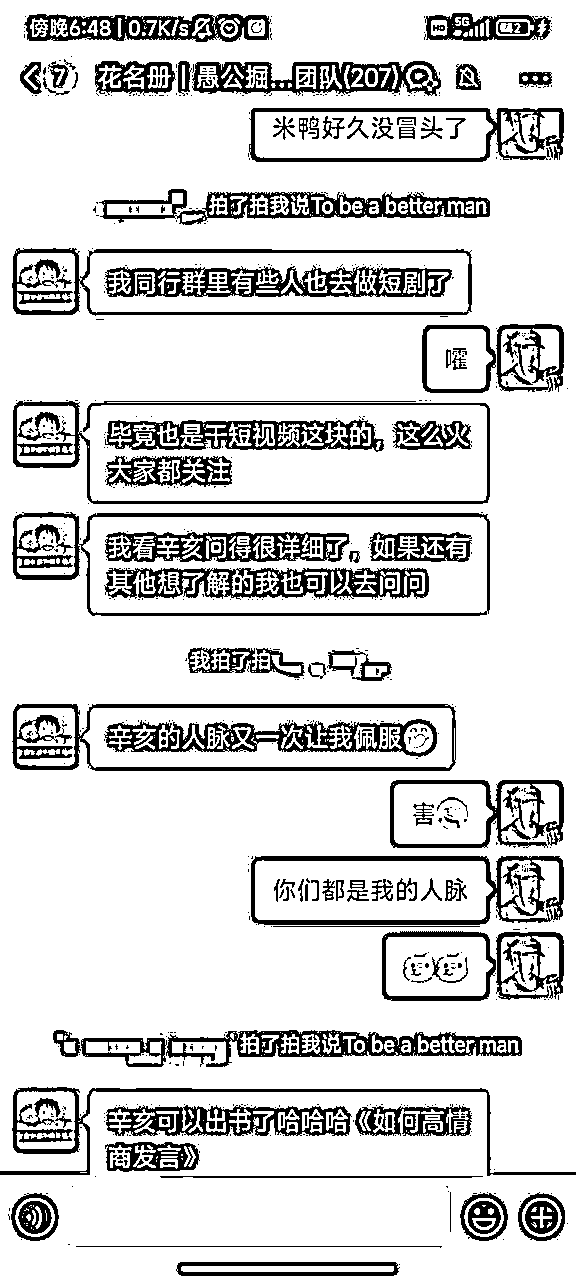 傍晚6:48 | 0.7K/s
HD 5G 42
7 花名册｜愚公掘...团队(207)
米鸭好久没冒头了
拍了拍我说To be a better man
我同行群里有些人也去做短剧了
嚯
毕竟也是干短视频这块的，这么火
大家都关注
我看辛亥问得很详细了，如果还有
其他想了解的我也可以去问问
我拍了拍
辛亥的人脉又一次让我佩服
害
你们都是我的人脉
拍了拍我说To be a better man
辛亥可以出书了哈哈哈《如何高情
商发言》